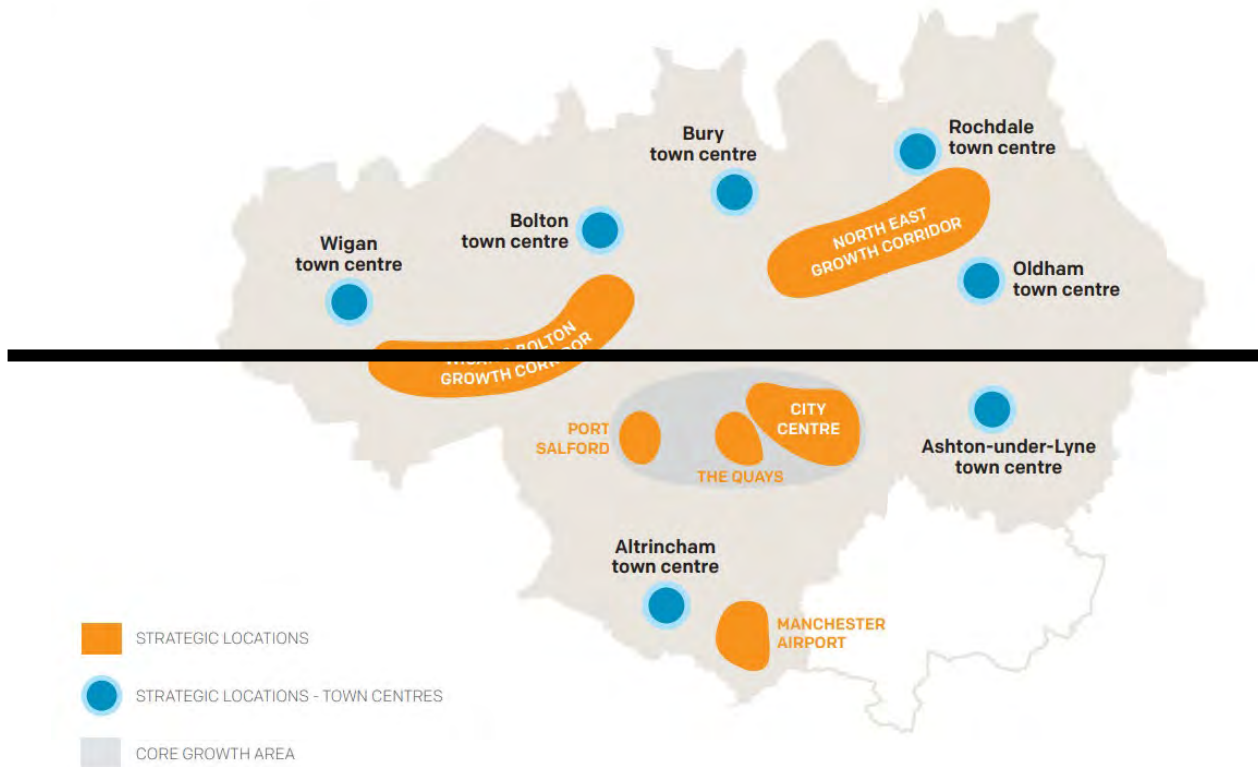 Bury
town centre
Rochdale
town centre
Bolton
town centre
Wigan
town centre
NORTH EAST
GROWTH CORRIDOR
Oldham
town centre
BOLTON
GROWTH CORRIDOR
PORT
SALFORD
CITY
CENTRE
THE QUAYS
Ashton-under-Lyne
town centre
Altrincham
town centre
MANCHESTER
AIRPORT
STRATEGIC LOCATIONS
STRATEGIC LOCATIONS - TOWN CENTRES
CORE GROWTH AREA